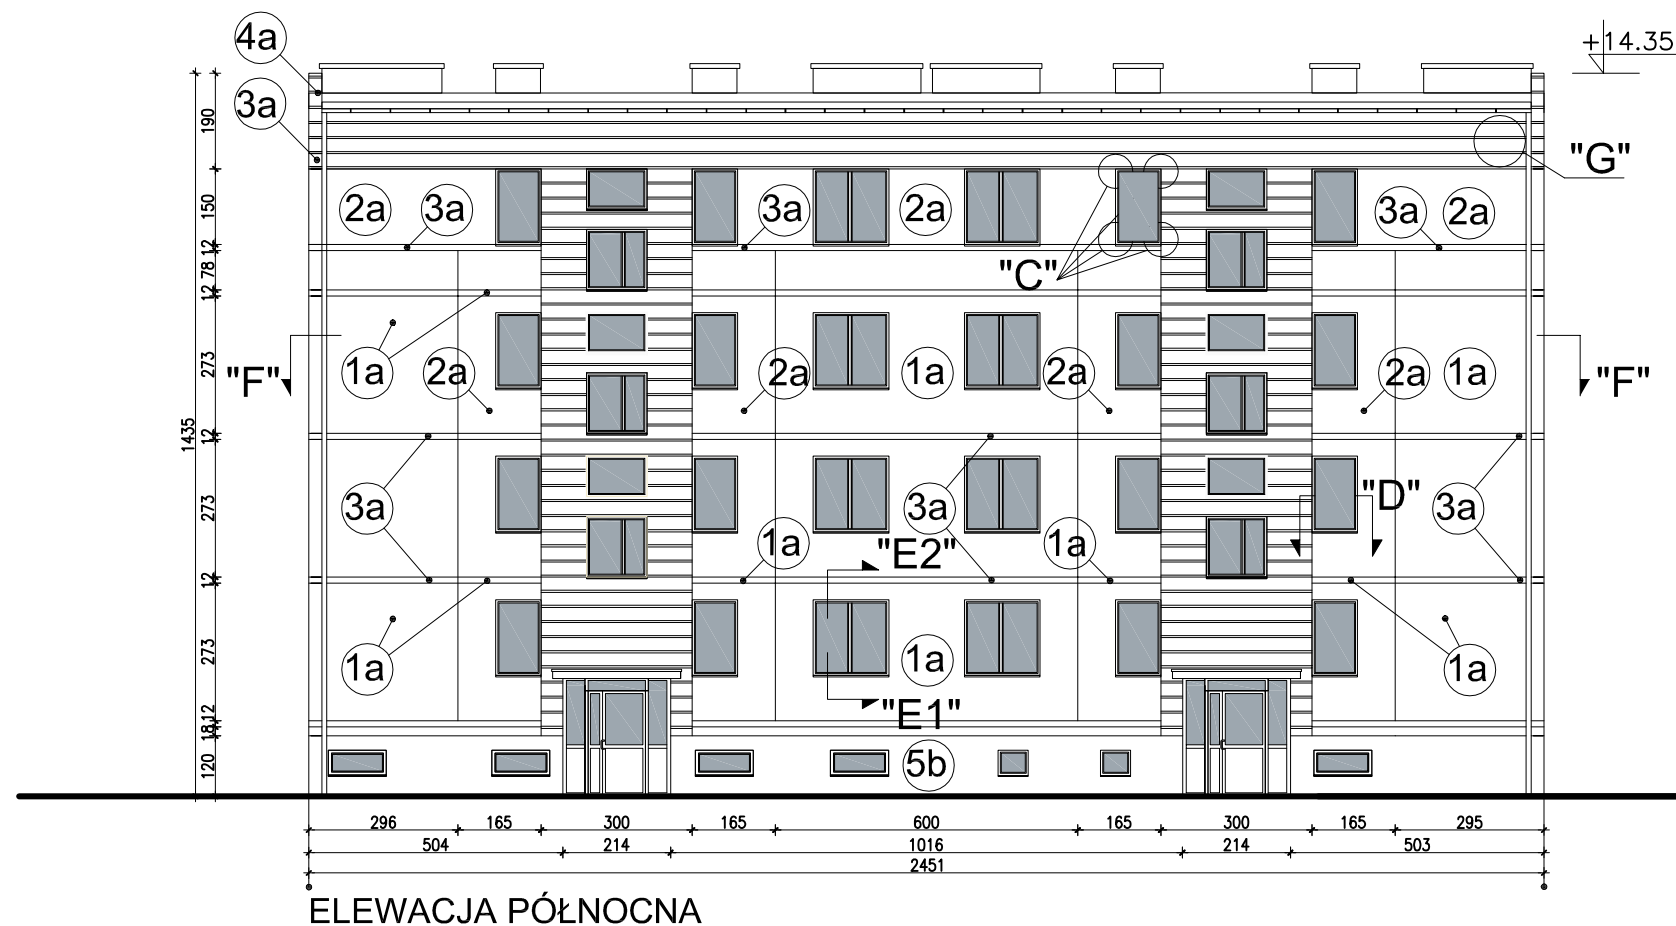 4a
+14.35
3a
190
"G"
2a 3a 3a 2a 3a 2a
150
12
"C"
78
12
1a 2a 2a 1a 2a 2a 1a
"F" "F"
273
1435
12
"D"
3a 3a 3a
273
1a 1a
"E2"
12
1a 1a 1a
273
"E1"
12
18
5b
120
296 165 300 165 600 165 300 165 295
504 214 1016 214 503
2451
ELEWACJA PÓŁNOCNA